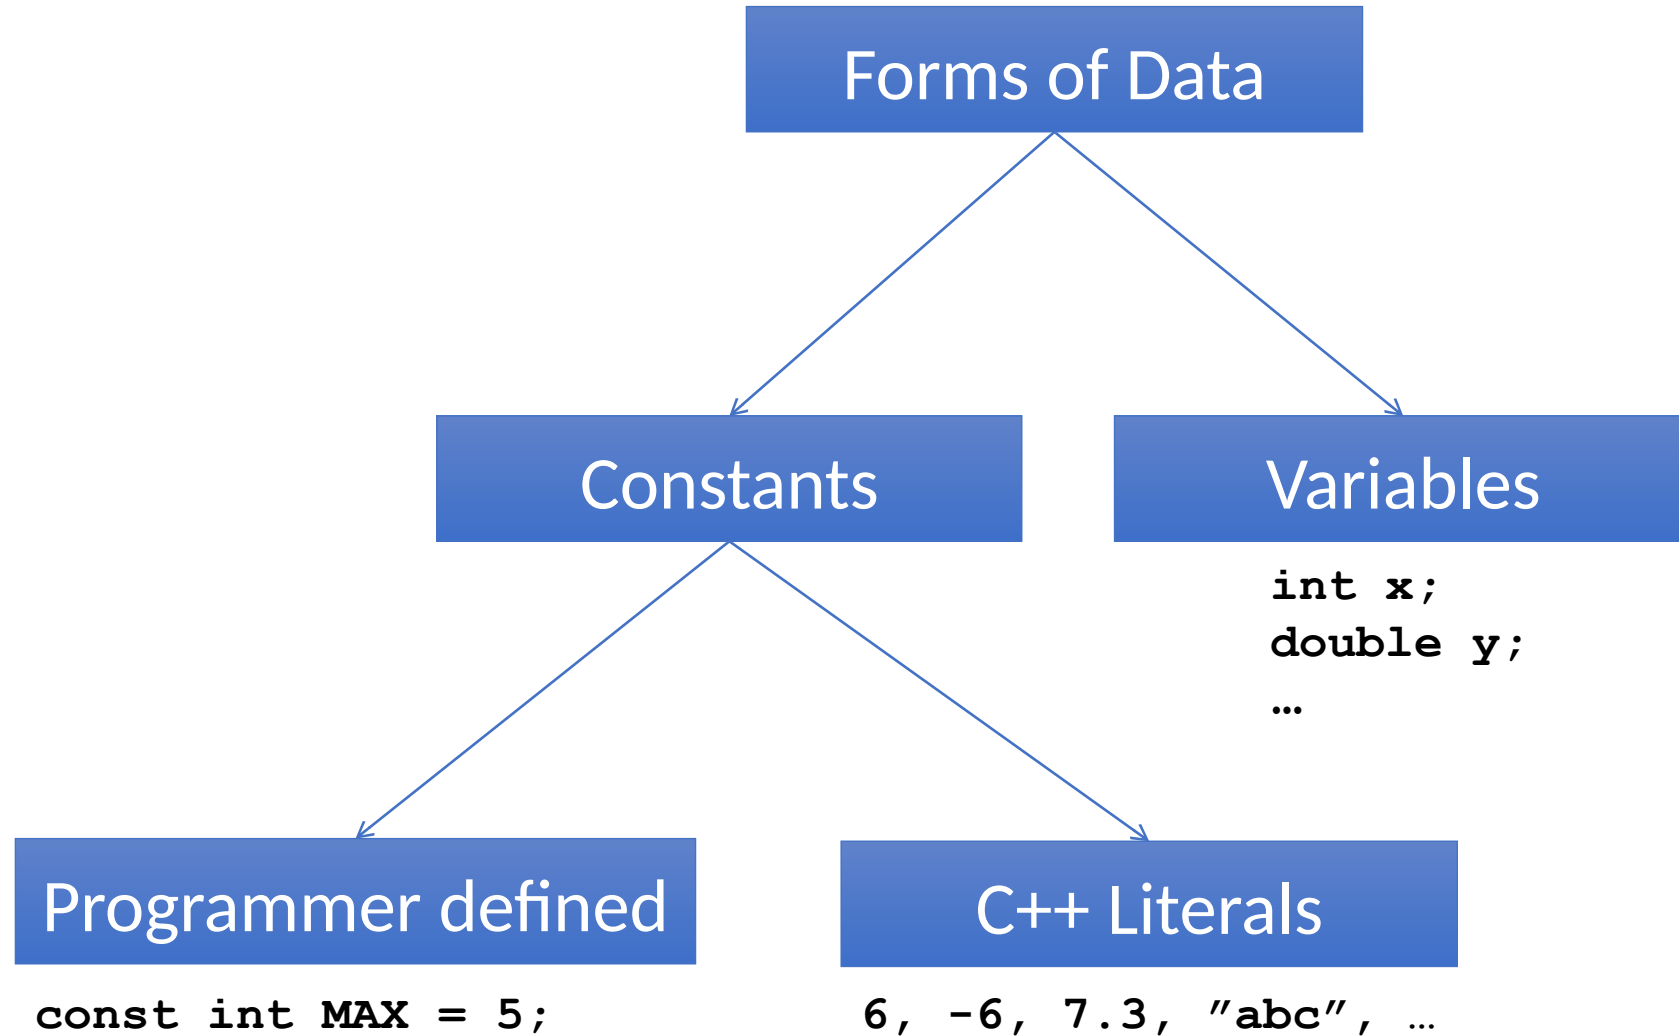 Forms of Data
Constants
Variables
int x;
double y;
…
Programmer defined
C++ Literals
const int MAX = 5;
6, -6, 7.3, ”abc”, …